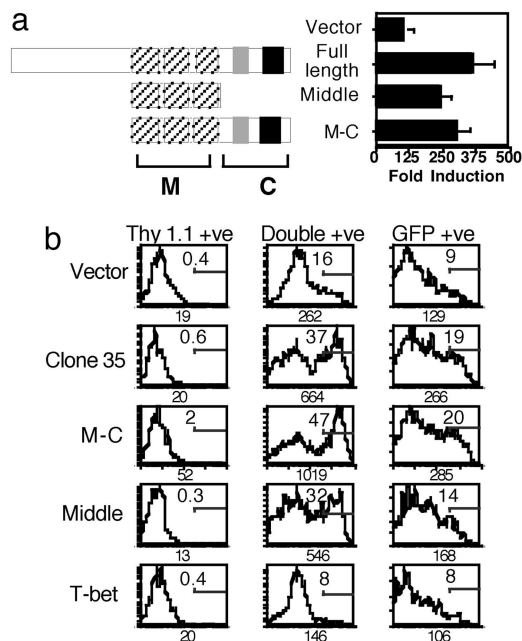 a
Vector
Full length
Middle
M-C
M
C
0 125 250 375 500
Fold Induction
b
Thy 1.1 +ve Double +ve GFP +ve
Vector 0.4 16 9
19 262 129
Clone 35 0.6 37 19
20 664 266
M-C 2 47 20
52 1019 285
Middle 0.3 32 14
13 546 168
T-bet 0.4 8 8
20 146 106